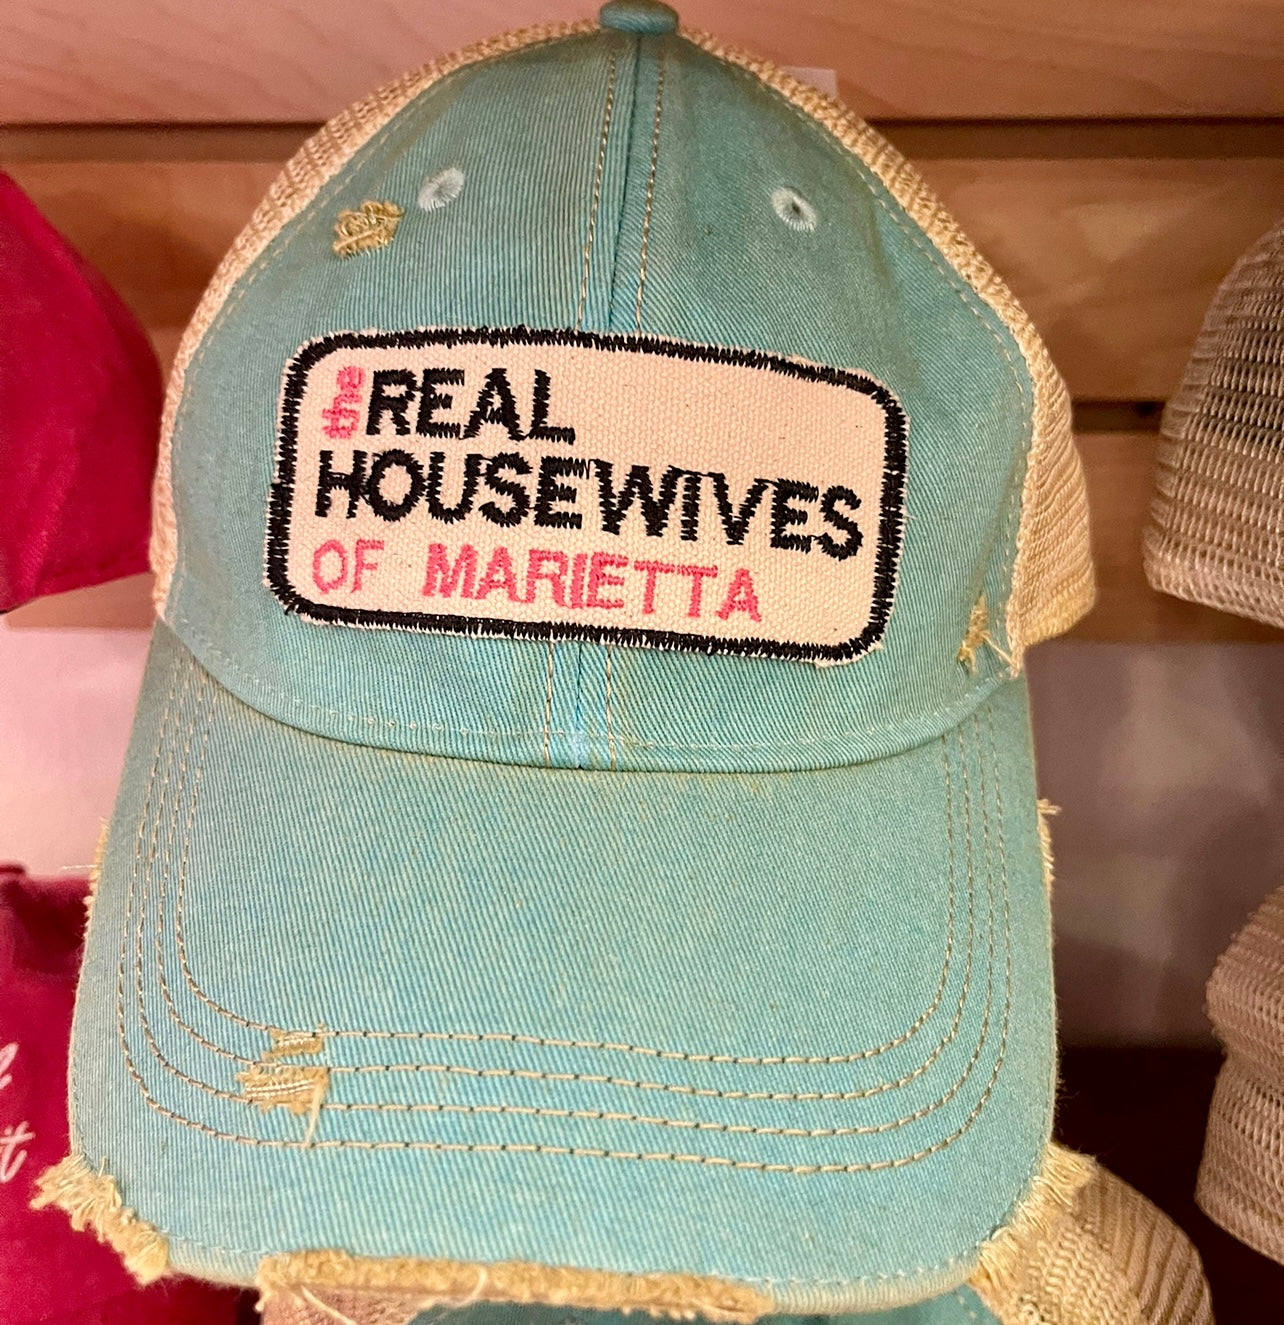 the REAL
HOUSEWIVES
OF MARIETTA